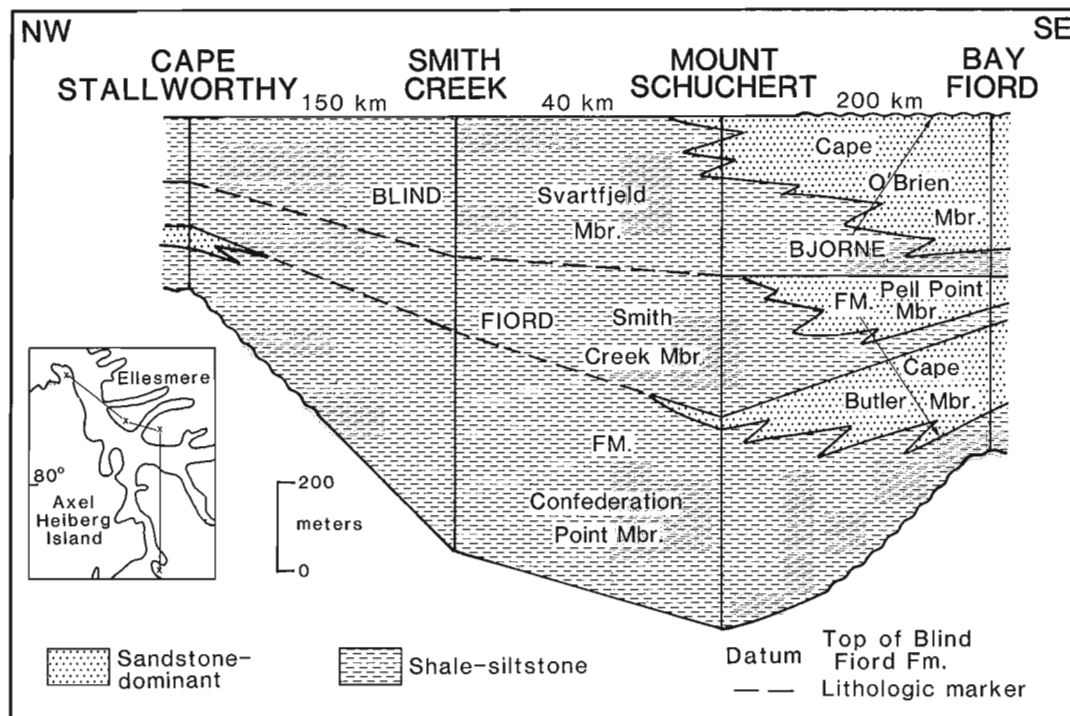 NW
SE
CAPE
STALLWORTHY
SMITH
CREEK
MOUNT
SCHUCHERT
BAY
FIORD
150 km
40 km
200 km
BLIND
Svartfjeld
Mbr.
Cape
O'Brien
Mbr.
BJORNE
FIORD
Smith
Creek Mbr.
FM.
Pell Point
Mbr.
Cape
Butler Mbr.
FM.
Confederation
Point Mbr.
Ellesmere
80°
Axel
Heiberg
Island
200
meters
0
Sandstone-
dominant
Shale-siltstone
Datum
Top of Blind
Fiord Fm.
Lithologic marker